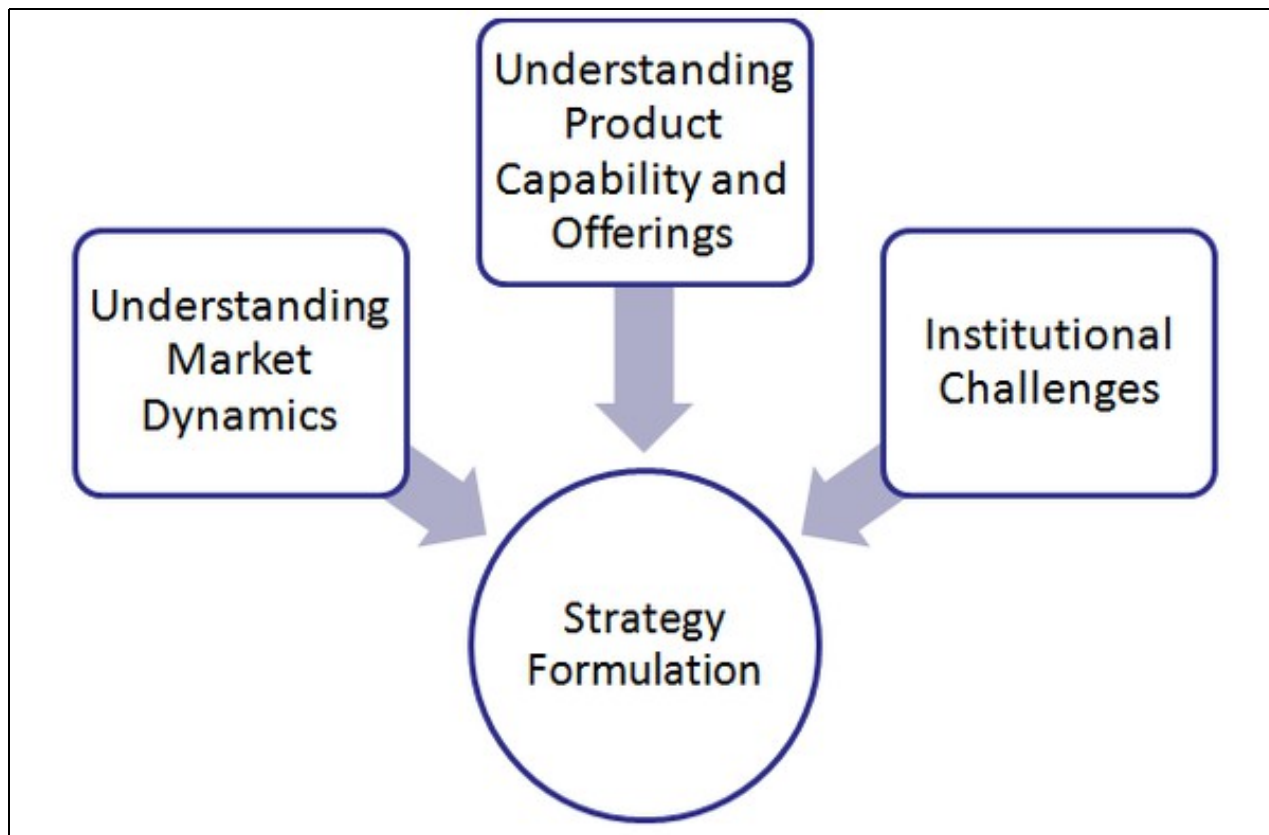 Understanding
Product
Capability and
Offerings
Understanding
Market
Dynamics
Institutional
Challenges
Strategy
Formulation